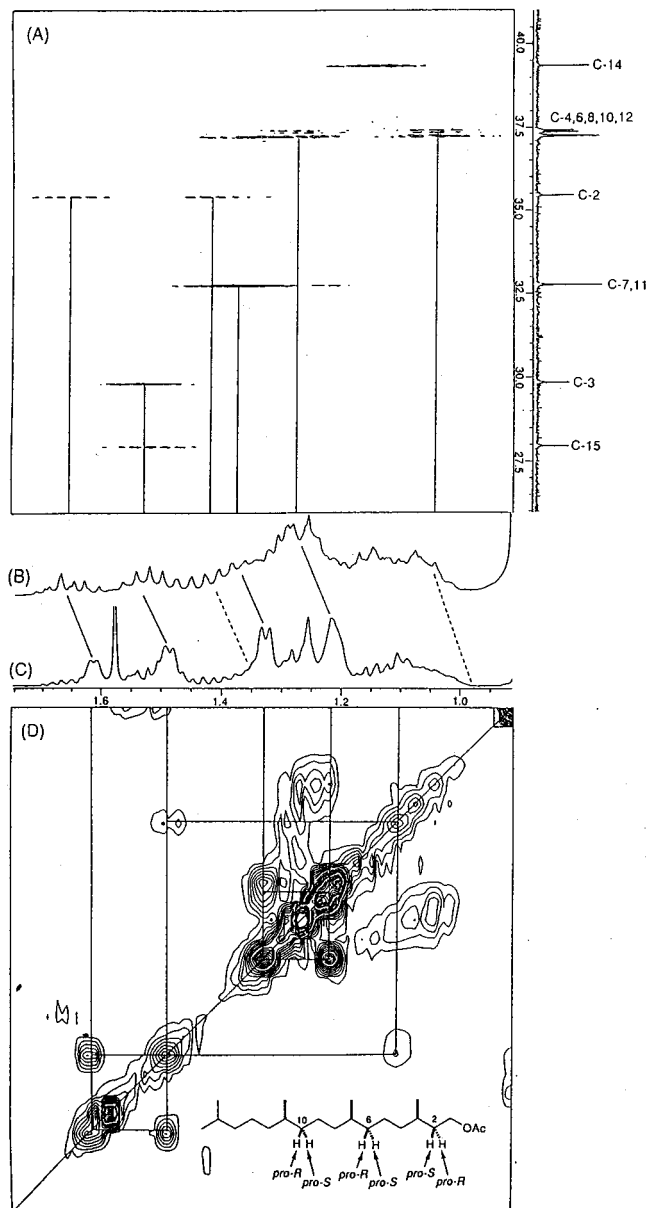 (A)
40.0
C-14
C-4,6,8,10,12
37.5
C-2
35.0
C-7,11
32.5
C-3
30.0
C-15
27.5
(B)
(C)
1.6
1.4
1.2
1.0
(D)
10
6
2
OAc
H H
H H
H H
pro-R
pro-S
pro-R
pro-S
pro-S
pro-R